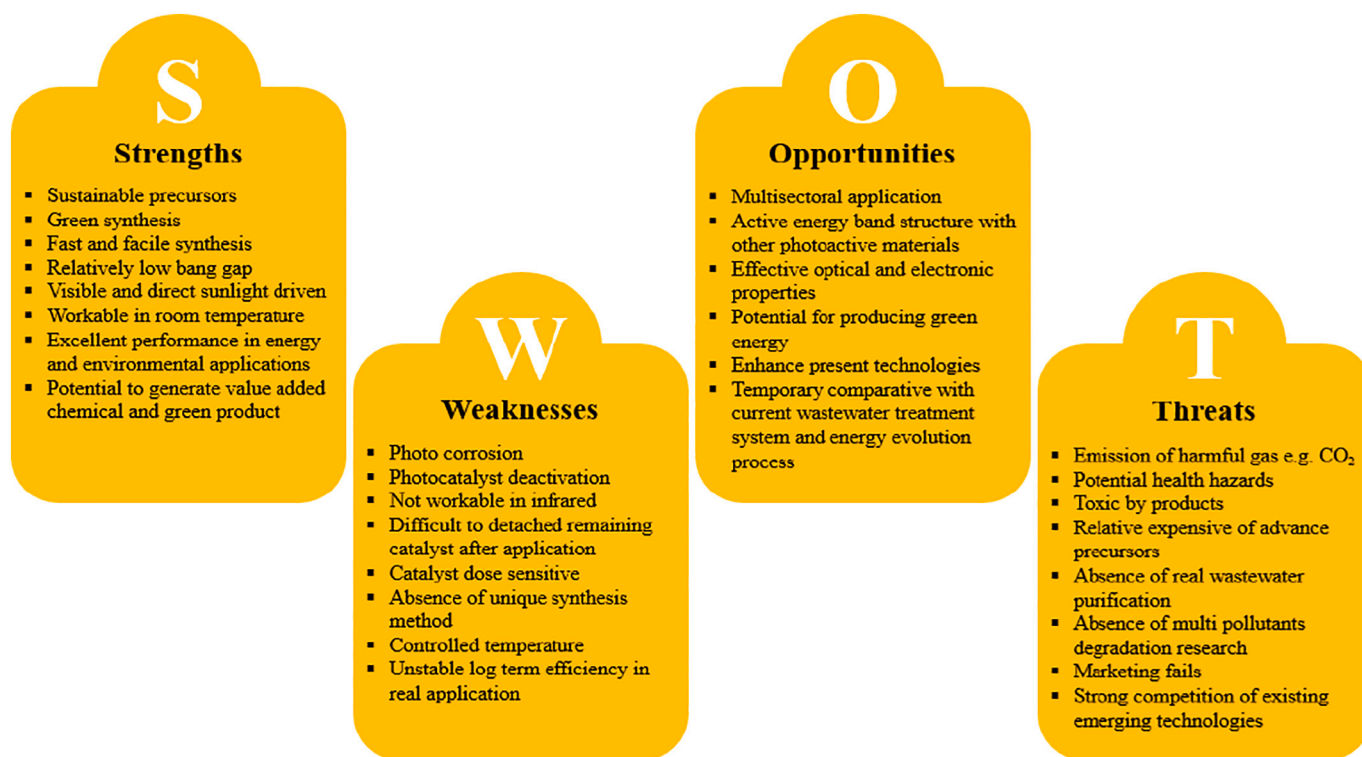 S
Strengths
▪ Sustainable precursors
▪ Green synthesis
▪ Fast and facile synthesis
▪ Relatively low bang gap
▪ Visible and direct sunlight driven
▪ Workable in room temperature
▪ Excellent performance in energy
and environmental applications
▪ Potential to generate value added
chemical and green product
W
Weaknesses
▪ Photo corrosion
▪ Photocatalyst deactivation
▪ Not workable in infrared
▪ Difficult to detached remaining
catalyst after application
▪ Catalyst dose sensitive
▪ Absence of unique synthesis
method
▪ Controlled temperature
▪ Unstable log term efficiency in
real application
O
Opportunities
▪ Multisectoral application
▪ Active energy band structure with
other photoactive materials
▪ Effective optical and electronic
properties
▪ Potential for producing green
energy
▪ Enhance present technologies
▪ Temporary comparative with
current wastewater treatment
system and energy evolution
process
T
Threats
▪ Emission of harmful gas e.g. CO₂
▪ Potential health hazards
▪ Toxic by products
▪ Relative expensive of advance
precursors
▪ Absence of real wastewater
purification
▪ Absence of multi pollutants
degradation research
▪ Marketing fails
▪ Strong competition of existing
emerging technologies